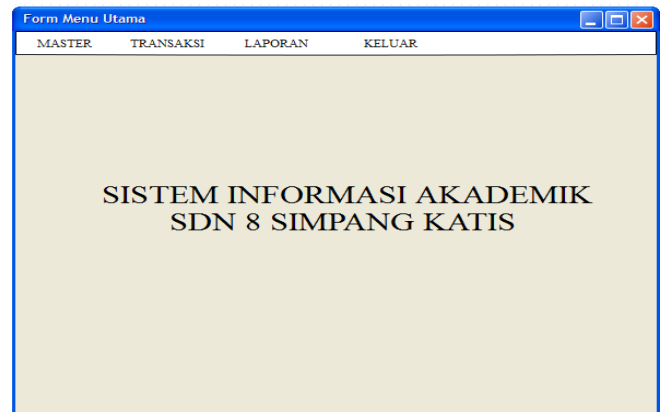 Form Menu Utama
MASTER TRANSAKSI LAPORAN KELUAR
SISTEM INFORMASI AKADEMIK
SDN 8 SIMPANG KATIS